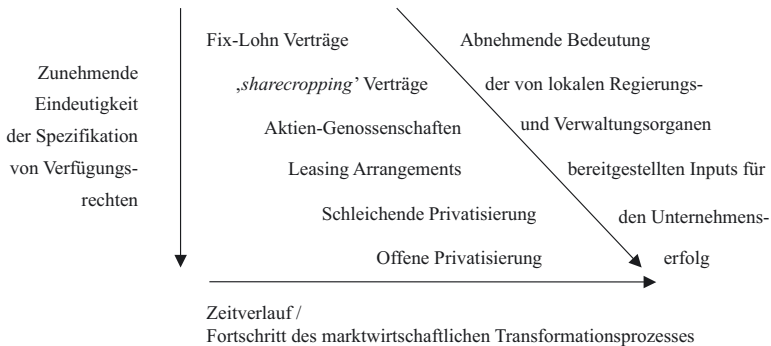 Zunehmende
Eindeutigkeit
der Spezifikation
von Verfügungs-
rechten
Fix-Lohn Verträge
‚sharecropping’ Verträge
Aktien-Genossenschaften
Leasing Arrangements
Schleichende Privatisierung
Offene Privatisierung
Abnehmende Bedeutung
der von lokalen Regierungs-
und Verwaltungsorganen
bereitgestellten Inputs für
den Unternehmens-
erfolg
Zeitverlauf /
Fortschritt des marktwirtschaftlichen Transformationsprozesses